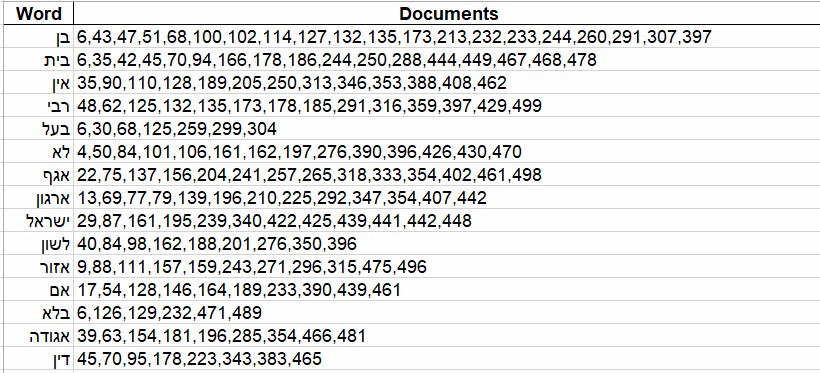 Word Documents
בן 6,43,47,51,68,100,102,114,127,132,135,173,213,232,233,244,260,291,307,397
בית 6,35,42,45,70,94,166,178,186,244,250,288,444,449,467,468,478
אין 35,90,110,128,189,205,250,313,346,353,388,408,462
רבי 48,62,125,132,135,173,178,185,291,316,359,397,429,499
בעל 6,30,68,125,259,299,304
לא 4,50,84,101,106,161,162,197,276,390,396,426,430,470
אגף 22,75,137,156,204,241,257,265,318,333,354,402,461,498
ארגון 13,69,77,79,139,196,210,225,292,347,354,407,442
ישראל 29,87,161,195,239,340,422,425,439,441,442,448
לשון 40,84,98,162,188,201,276,350,396
אזור 9,88,111,157,159,243,271,296,315,475,496
אם 17,54,128,146,164,189,233,390,439,461
בלא 6,126,129,232,471,489
אגודה 39,63,154,181,196,285,354,466,481
דין 45,70,95,178,223,343,383,465